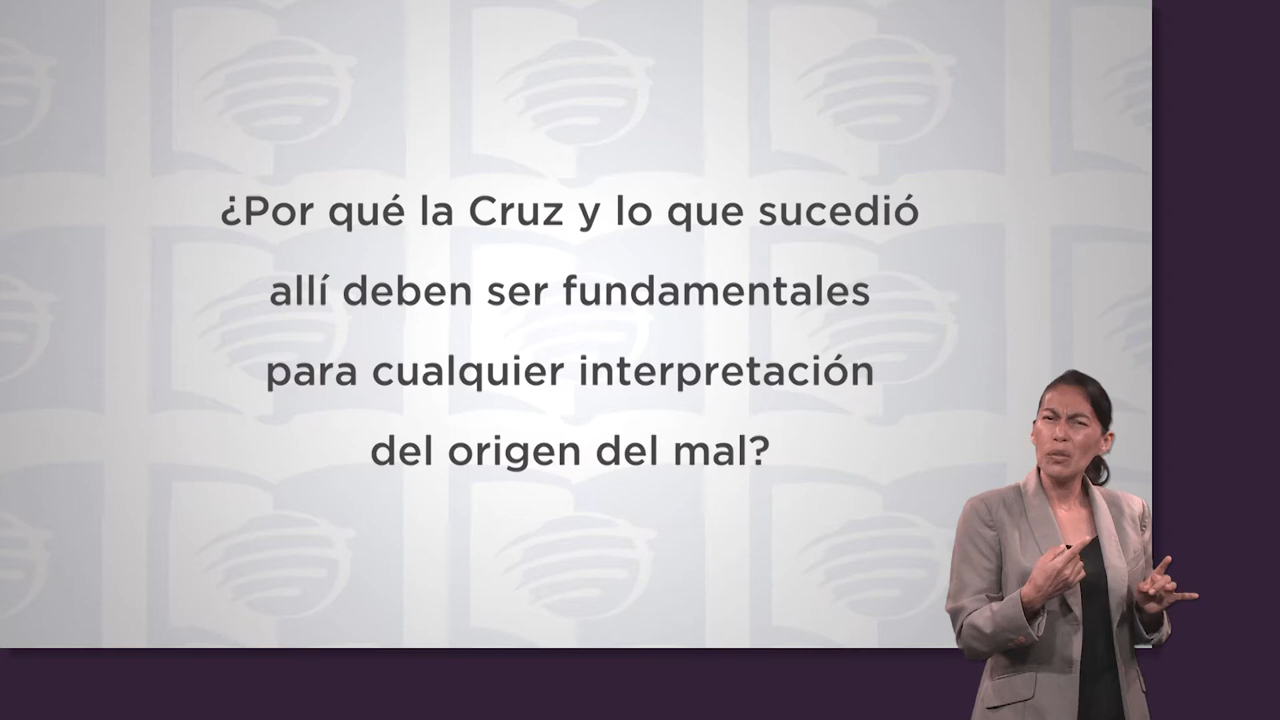 ¿Por qué la Cruz y lo que sucedió
allí deben ser fundamentales
para cualquier interpretación
del origen del mal?